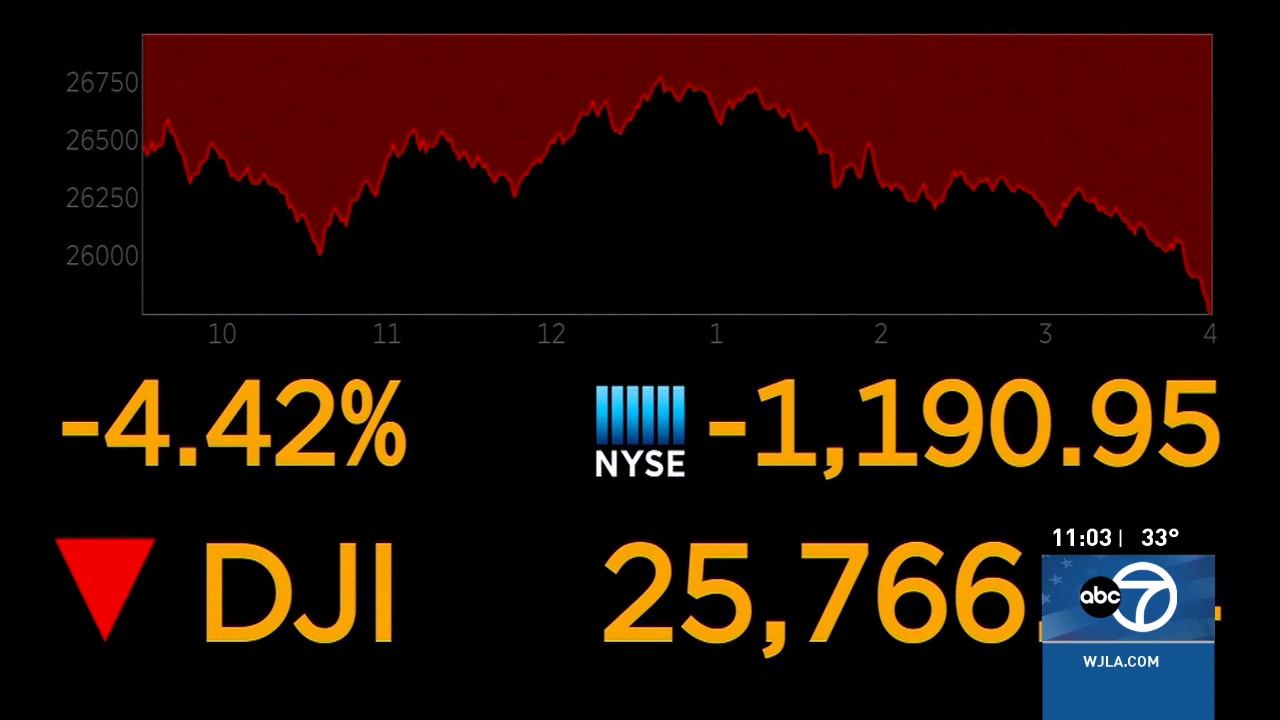 26750
26500
26250
26000
10 11 12 1 2 3 4
-4.42% NYSE -1,190.95
DJI 25,766.
11:03 | 33°
abc 7
WJLA.COM